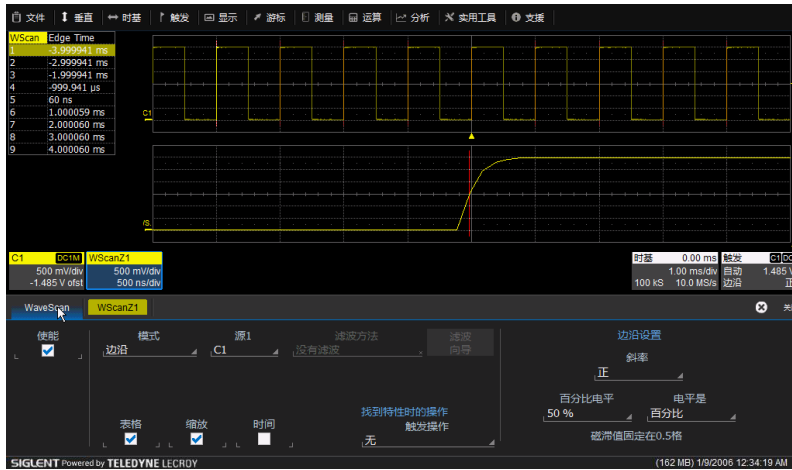 文件 垂直 时基 触发 显示 游标 测量 运算 分析 实用工具 支援
WScan Edge Time
1 -3.999941 ms
2 -2.999941 ms
3 -1.999941 ms
4 -999.941 µs
5 60 ns
6 1.000059 ms
7 2.000060 ms
8 3.000060 ms
9 4.000060 ms
C1
C1 DC1M WScanZ1
500 mV/div 500 mV/div
-1.485 V ofst 500 ns/div
时基 0.00 ms 触发 C1 DC
1.00 ms/div 自动 1.485 V
100 kS 10.0 MS/s 边沿 正
WaveScan WScanZ1
使能 模式 源1 滤波方法 滤波向导 边沿设置
边沿 C1 没有滤波 斜率
正
百分比电平 电平是
50 % 百分比
找到特性时的操作
表格 缩放 时间 触发操作
无
磁滞值固定在0.5格
SIGLENT Powered by TELEDYNE LECROY (162 MB) 1/9/2006 12:34:19 AM